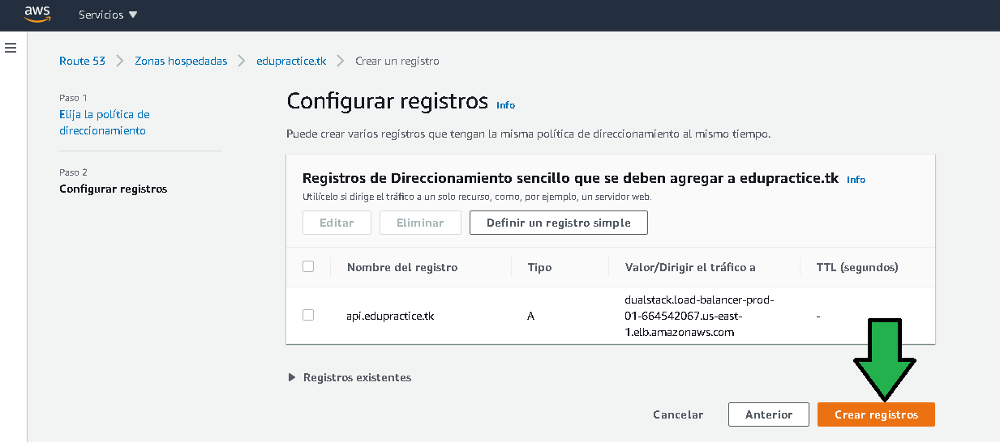 aws Servicios ▼
Route 53 > Zonas hospedadas > edupractice.tk > Crear un registro
Paso 1
Elija la política de
direccionamiento
Paso 2
Configurar registros
Configurar registros Info
Puede crear varios registros que tengan la misma política de direccionamiento al mismo tiempo.
Registros de Direccionamiento sencillo que se deben agregar a edupractice.tk Info
Utilícelo si dirige el tráfico a un solo recurso, como, por ejemplo, un servidor web.
Editar Eliminar Definir un registro simple
Nombre del registro Tipo Valor/Dirigir el tráfico a TTL (segundos)
api.edupractice.tk A dualstack.load-balancer-prod-
01-664542067.us-east-
1.elb.amazonaws.com -
Registros existentes
Cancelar Anterior Crear registros